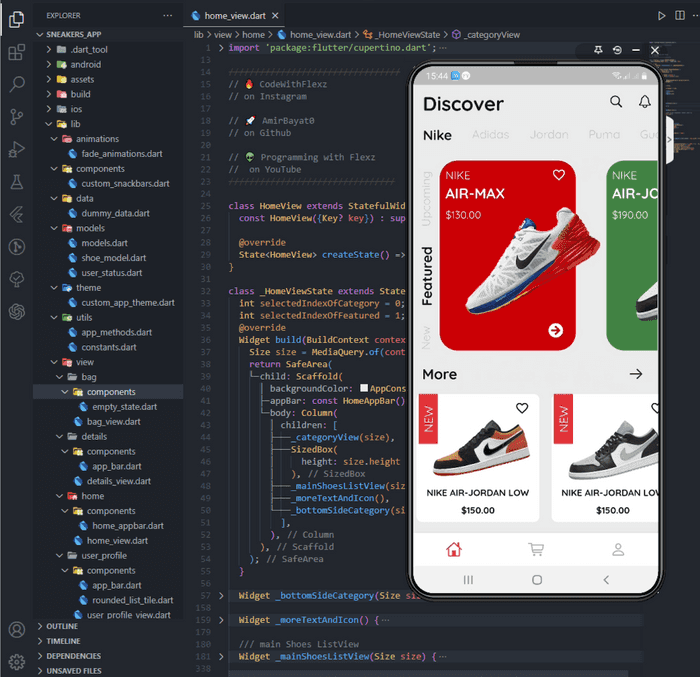 EXPLORER
SNEAKERS_APP
.dart_tool
android
assets
build
ios
lib
animations
fade_animations.dart
components
custom_snackbars.dart
data
dummy_data.dart
models
models.dart
shoe_model.dart
user_status.dart
theme
custom_app_theme.dart
utils
app_methods.dart
constants.dart
view
bag
components
empty_state.dart
bag_view.dart
details
components
app_bar.dart
details_view.dart
home
components
home_appbar.dart
home_view.dart
user_profile
components
app_bar.dart
rounded_list_tile.dart
user_profile_view.dart
OUTLINE
TIMELINE
DEPENDENCIES
UNSAVED FILES
home_view.dart
lib > view > home > home_view.dart > _HomeViewState > _categoryView
1 > import 'package:flutter/cupertino.dart'; ...
14 ////////////////////////////////
15 // 🔥 CodeWithFlexz
16 // on Instagram
17
18 // 🚀 AmirBayat0
19 // on Github
20
21 // 👽 Programming with Flexz
22 // on YouTube
23 ////////////////////////////////
24
25 class HomeView extends StatefulWid
26 const HomeView({Key? key}) : sup
27
28 @override
29 State<HomeView> createState() =>
30 }
31
32 class _HomeViewState extends State
33 int selectedIndexOfCategory = 0;
34 int selectedIndexOfFeatured = 1;
35 @override
36 Widget build(BuildContext contex
37 Size size = MediaQuery.of(cont
38 return SafeArea(
39 child: Scaffold(
40 backgroundColor: AppCons
41 appBar: const HomeAppBar()
42 body: Column(
43 children: [
44 _categoryView(size),
45 SizedBox(
46 height: size.height
47 ), // SizedBox
48 _mainShoesListView(siz
49 _moreTextAndIcon(),
50 _bottomSideCategory(si
51 ],
52 ), // Column
53 ), // Scaffold
54 ); // SafeArea
55 }
56
57 > Widget _bottomSideCategory(Size si
158
159 > Widget _moreTextAndIcon() { ...
180
181 /// main Shoes ListView
181 > Widget _mainShoesListView(Size size) { ...
338
15:44
Discover
Nike Adidas Jordan Puma Gu
Upcoming
Featured
New
NIKE
AIR-MAX
$130.00
NIKE
AIR-JO
$190.00
More
NEW
NIKE AIR-JORDAN LOW
$150.00
NEW
NIKE AIR-JORDAN LOW
$150.00